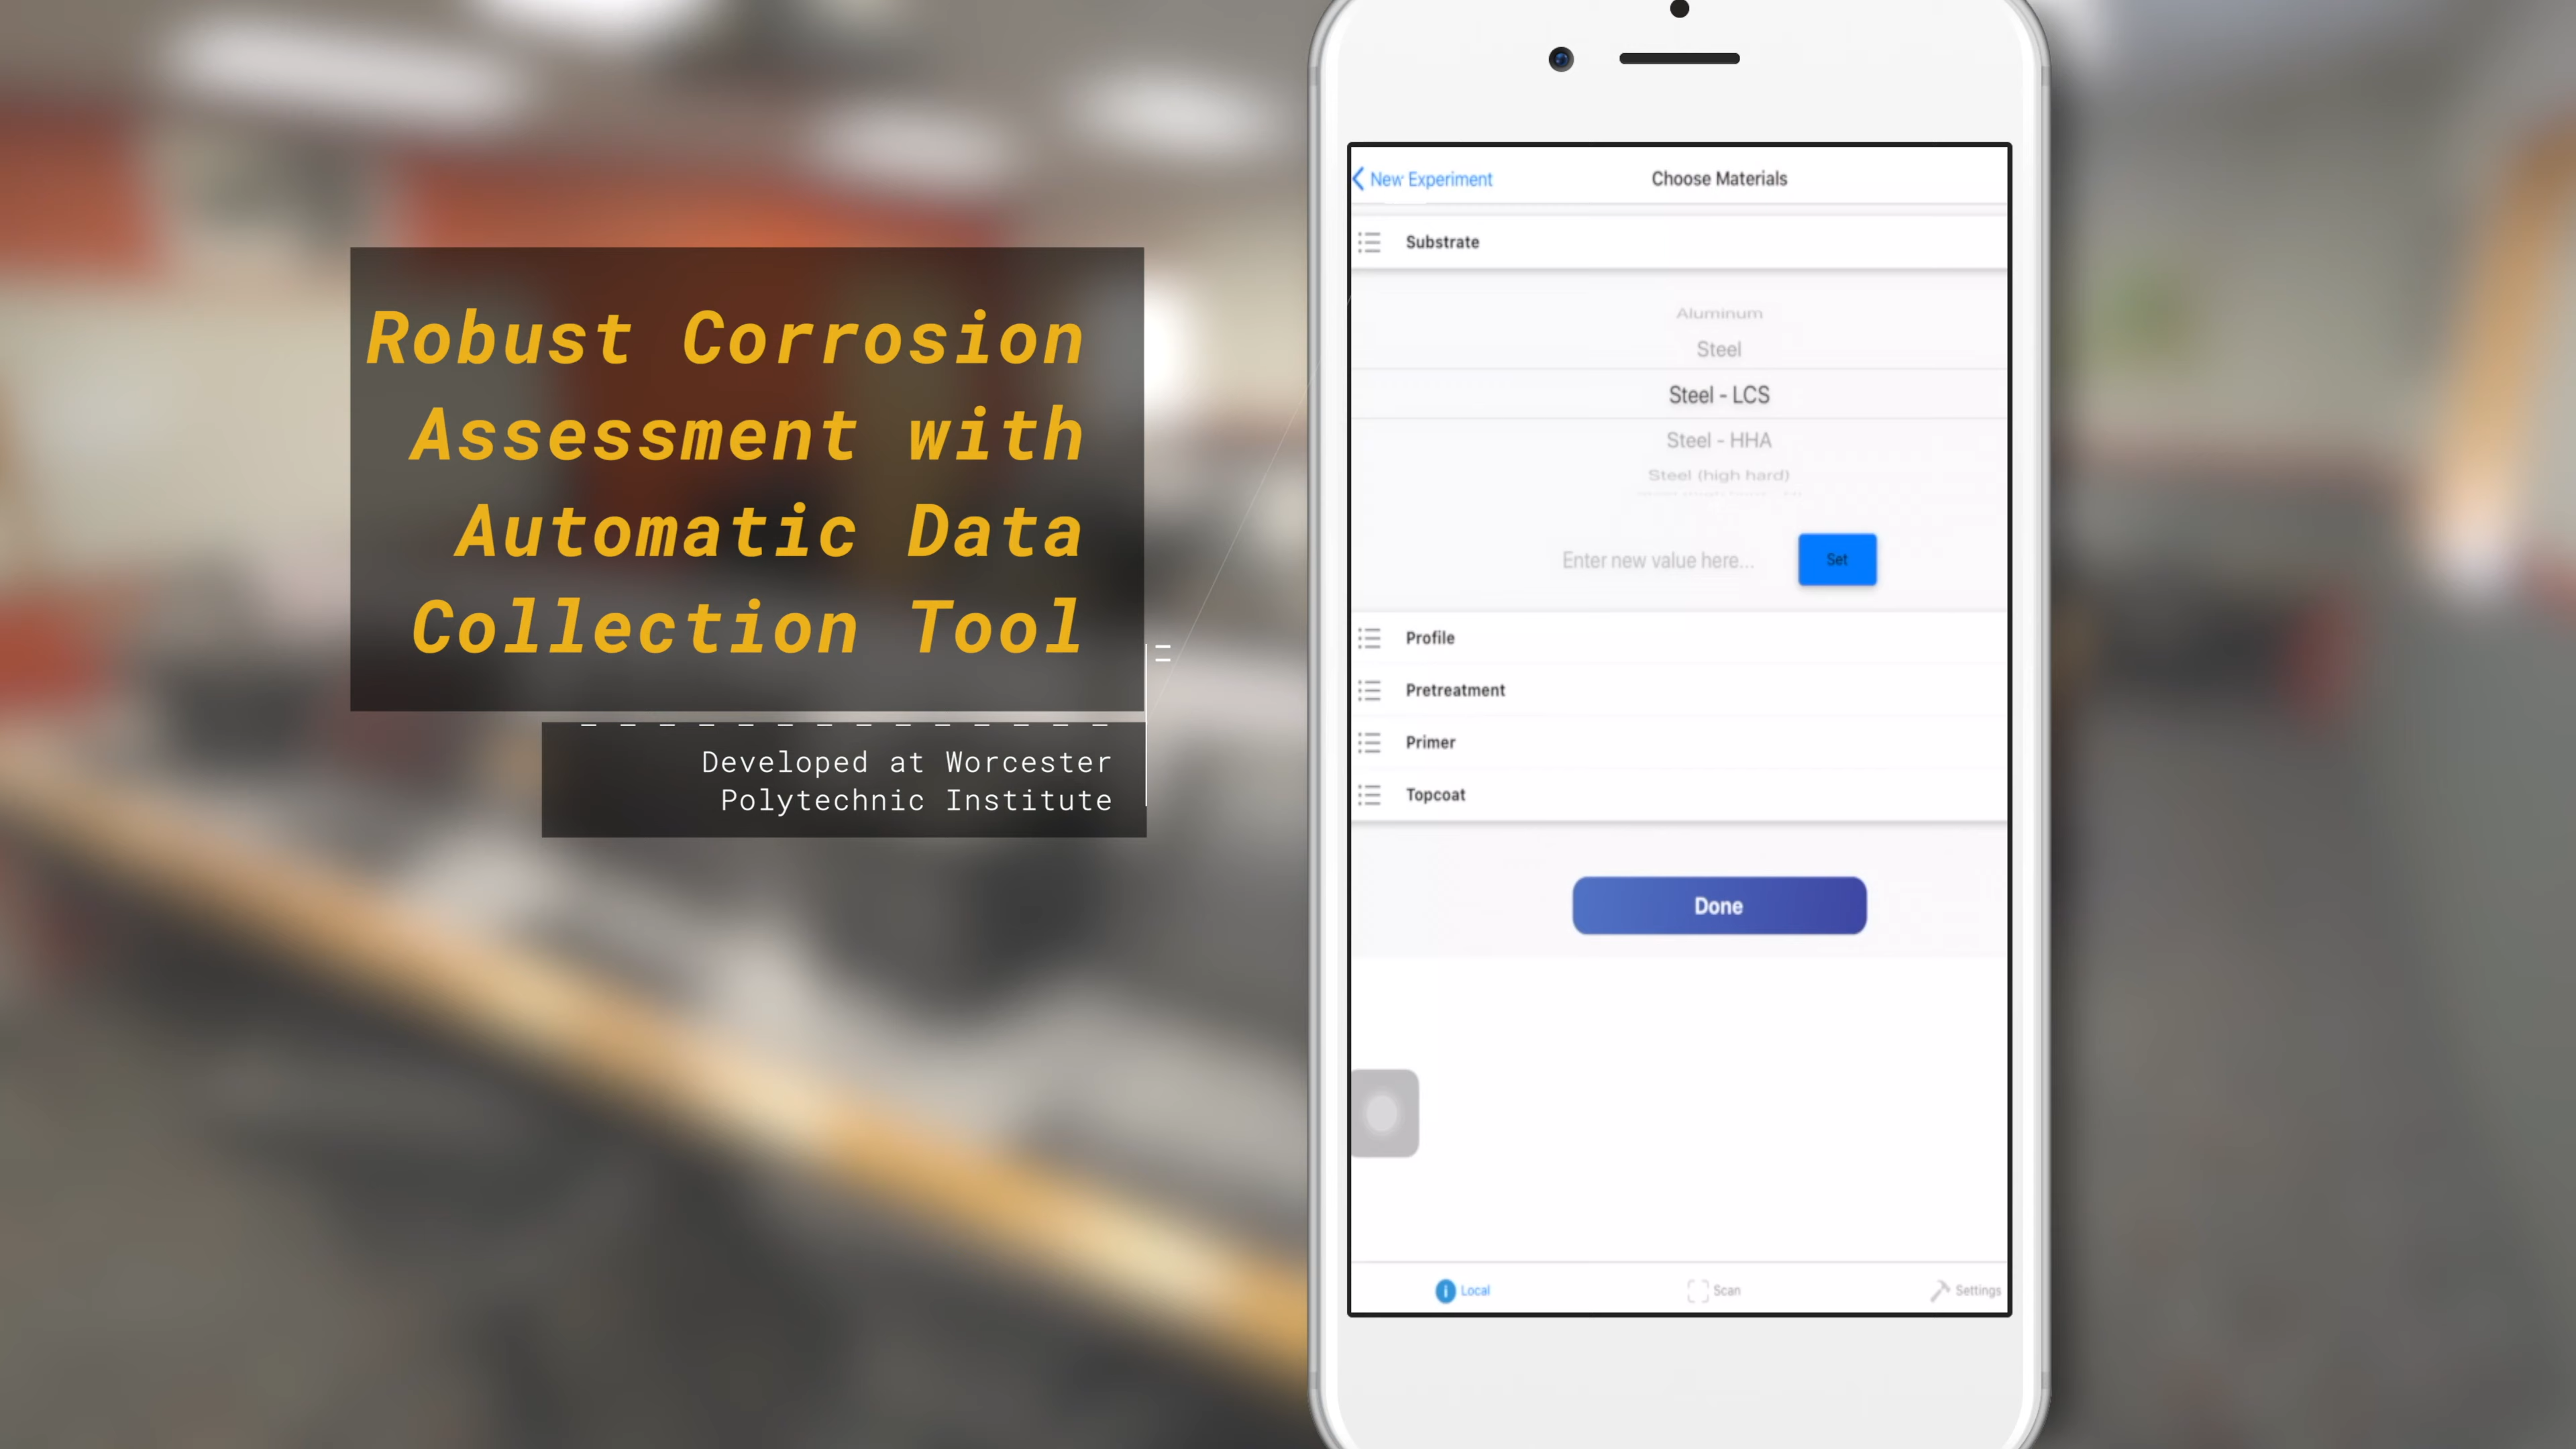 Robust Corrosion
Assessment with
Automatic Data
Collection Tool
Developed at Worcester
Polytechnic Institute
New Experiment
Choose Materials
Substrate
Aluminum
Steel
Steel - LCS
Steel - HHA
Steel (high hard)
Enter new value here...
Set
Profile
Pretreatment
Primer
Topcoat
Done
Local
Scan
Settings